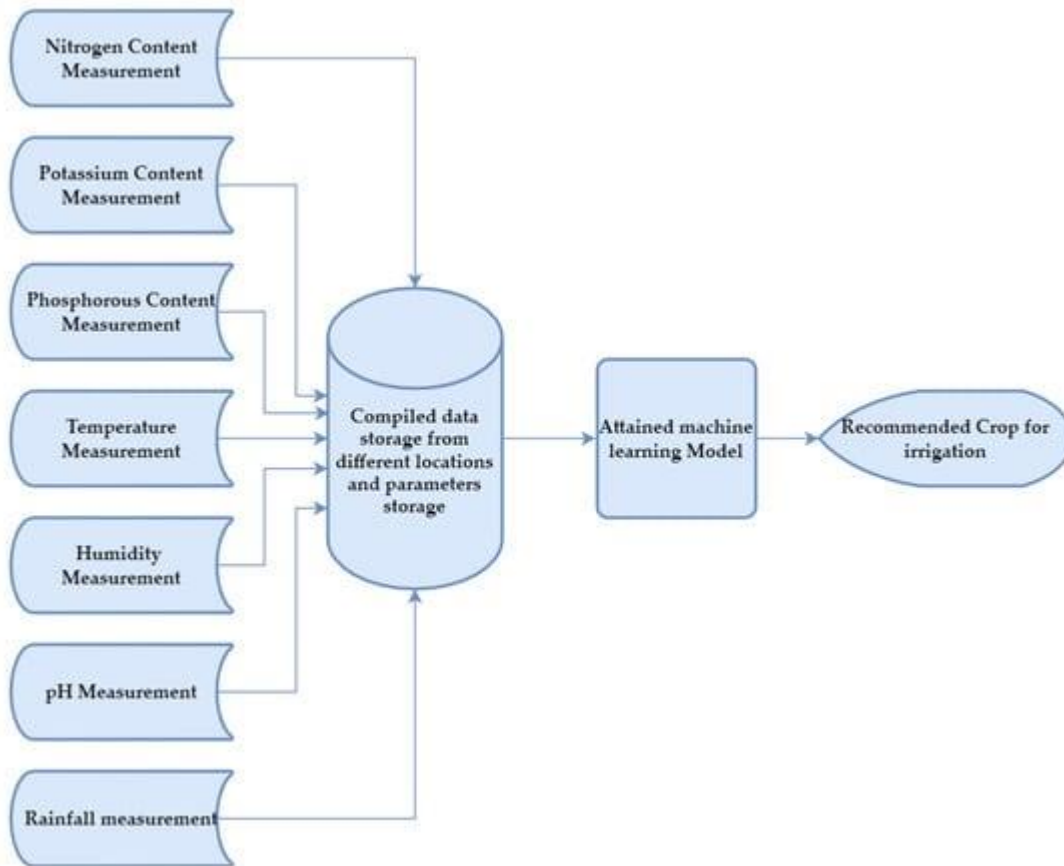 Nitrogen Content
Measurement
Potassium Content
Measurement
Phosphorous Content
Measurement
Temperature
Measurement
Humidity
Measurement
pH Measurement
Rainfall measurement
Compiled data
storage from
different locations
and parameters
storage
Attained machine
learning Model
Recommended Crop for
irrigation